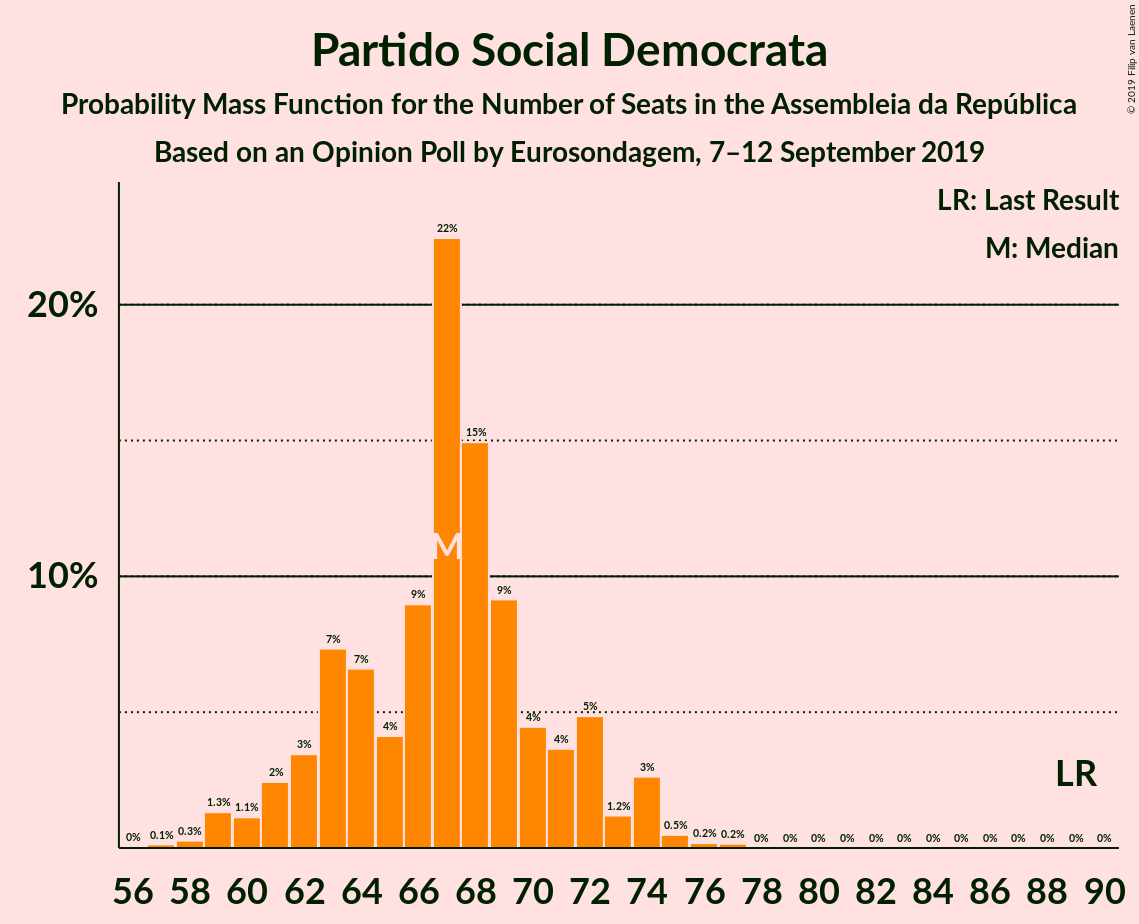 Partido Social Democrata
Probability Mass Function for the Number of Seats in the Assembleia da República
Based on an Opinion Poll by Eurosondagem, 7–12 September 2019
© 2019 Filip van Laenen
LR: Last Result
M: Median
20%
10%
0% 0.1% 0.3% 1.3% 1.1% 2% 3% 7% 7% 4% 9% 22% 15% 9% 4% 4% 5% 1.2% 3% 0.5% 0.2% 0.2% 0% 0% 0% 0% 0% 0% 0% 0% 0% 0% 0% 0% 0%
M
LR
56 58 60 62 64 66 68 70 72 74 76 78 80 82 84 86 88 90